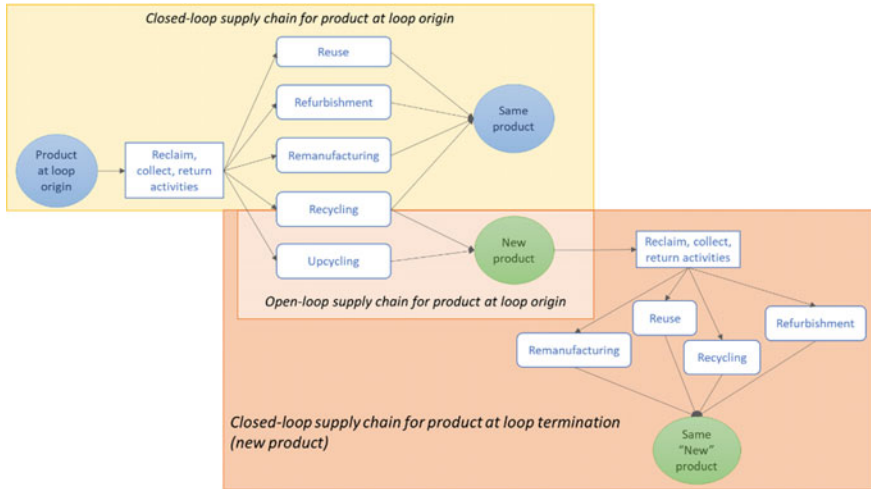 Closed-loop supply chain for product at loop origin
Reuse
Refurbishment
Same
product
Product
at loop
origin
Reclaim,
collect, return
activities
Remanufacturing
Recycling
New
product
Reclaim, collect,
return activities
Upcycling
Open-loop supply chain for product at loop origin
Reuse
Refurbishment
Remanufacturing
Recycling
Closed-loop supply chain for product at loop termination
(new product)
Same
“New”
product